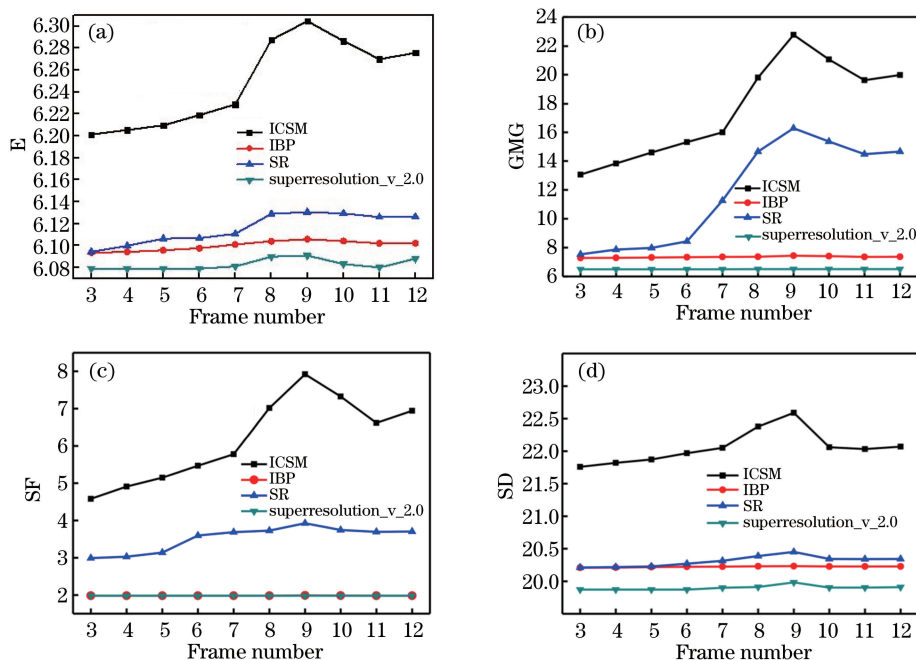 (a)
6.30
6.28
6.26
6.24
6.22
6.20
6.18
6.16
6.14
6.12
6.10
6.08
E
ICSM
IBP
SR
superresolution_v_2.0
3 4 5 6 7 8 9 10 11 12
Frame number
(b)
24
22
20
18
16
14
12
10
8
6
GMG
ICSM
IBP
SR
superresolution_v_2.0
3 4 5 6 7 8 9 10 11 12
Frame number
(c)
8
7
6
5
4
3
2
SF
ICSM
IBP
SR
superresolution_v_2.0
3 4 5 6 7 8 9 10 11 12
Frame number
(d)
23.0
22.5
22.0
21.5
21.0
20.5
20.0
SD
ICSM
IBP
SR
superresolution_v_2.0
3 4 5 6 7 8 9 10 11 12
Frame number